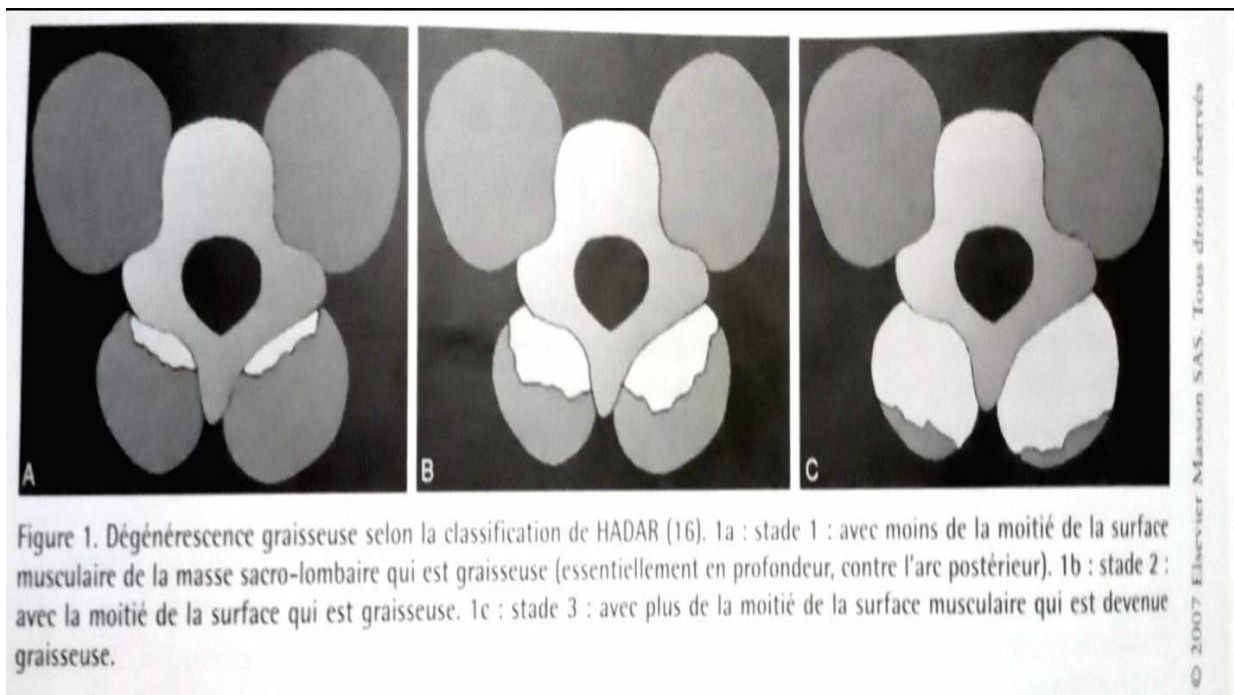 A
B
C
Figure 1. Dégénérescence graisseuse selon la classification de HADAR (16). 1a : stade 1 : avec moins de la moitié de la surface
musculaire de la masse sacro-lombaire qui est graisseuse (essentiellement en profondeur, contre l'arc postérieur). 1b : stade 2 :
avec la moitié de la surface qui est graisseuse. 1c : stade 3 : avec plus de la moitié de la surface musculaire qui est devenue
graisseuse.
© 2007 Elsevier Masson SAS. Tous droits réservés